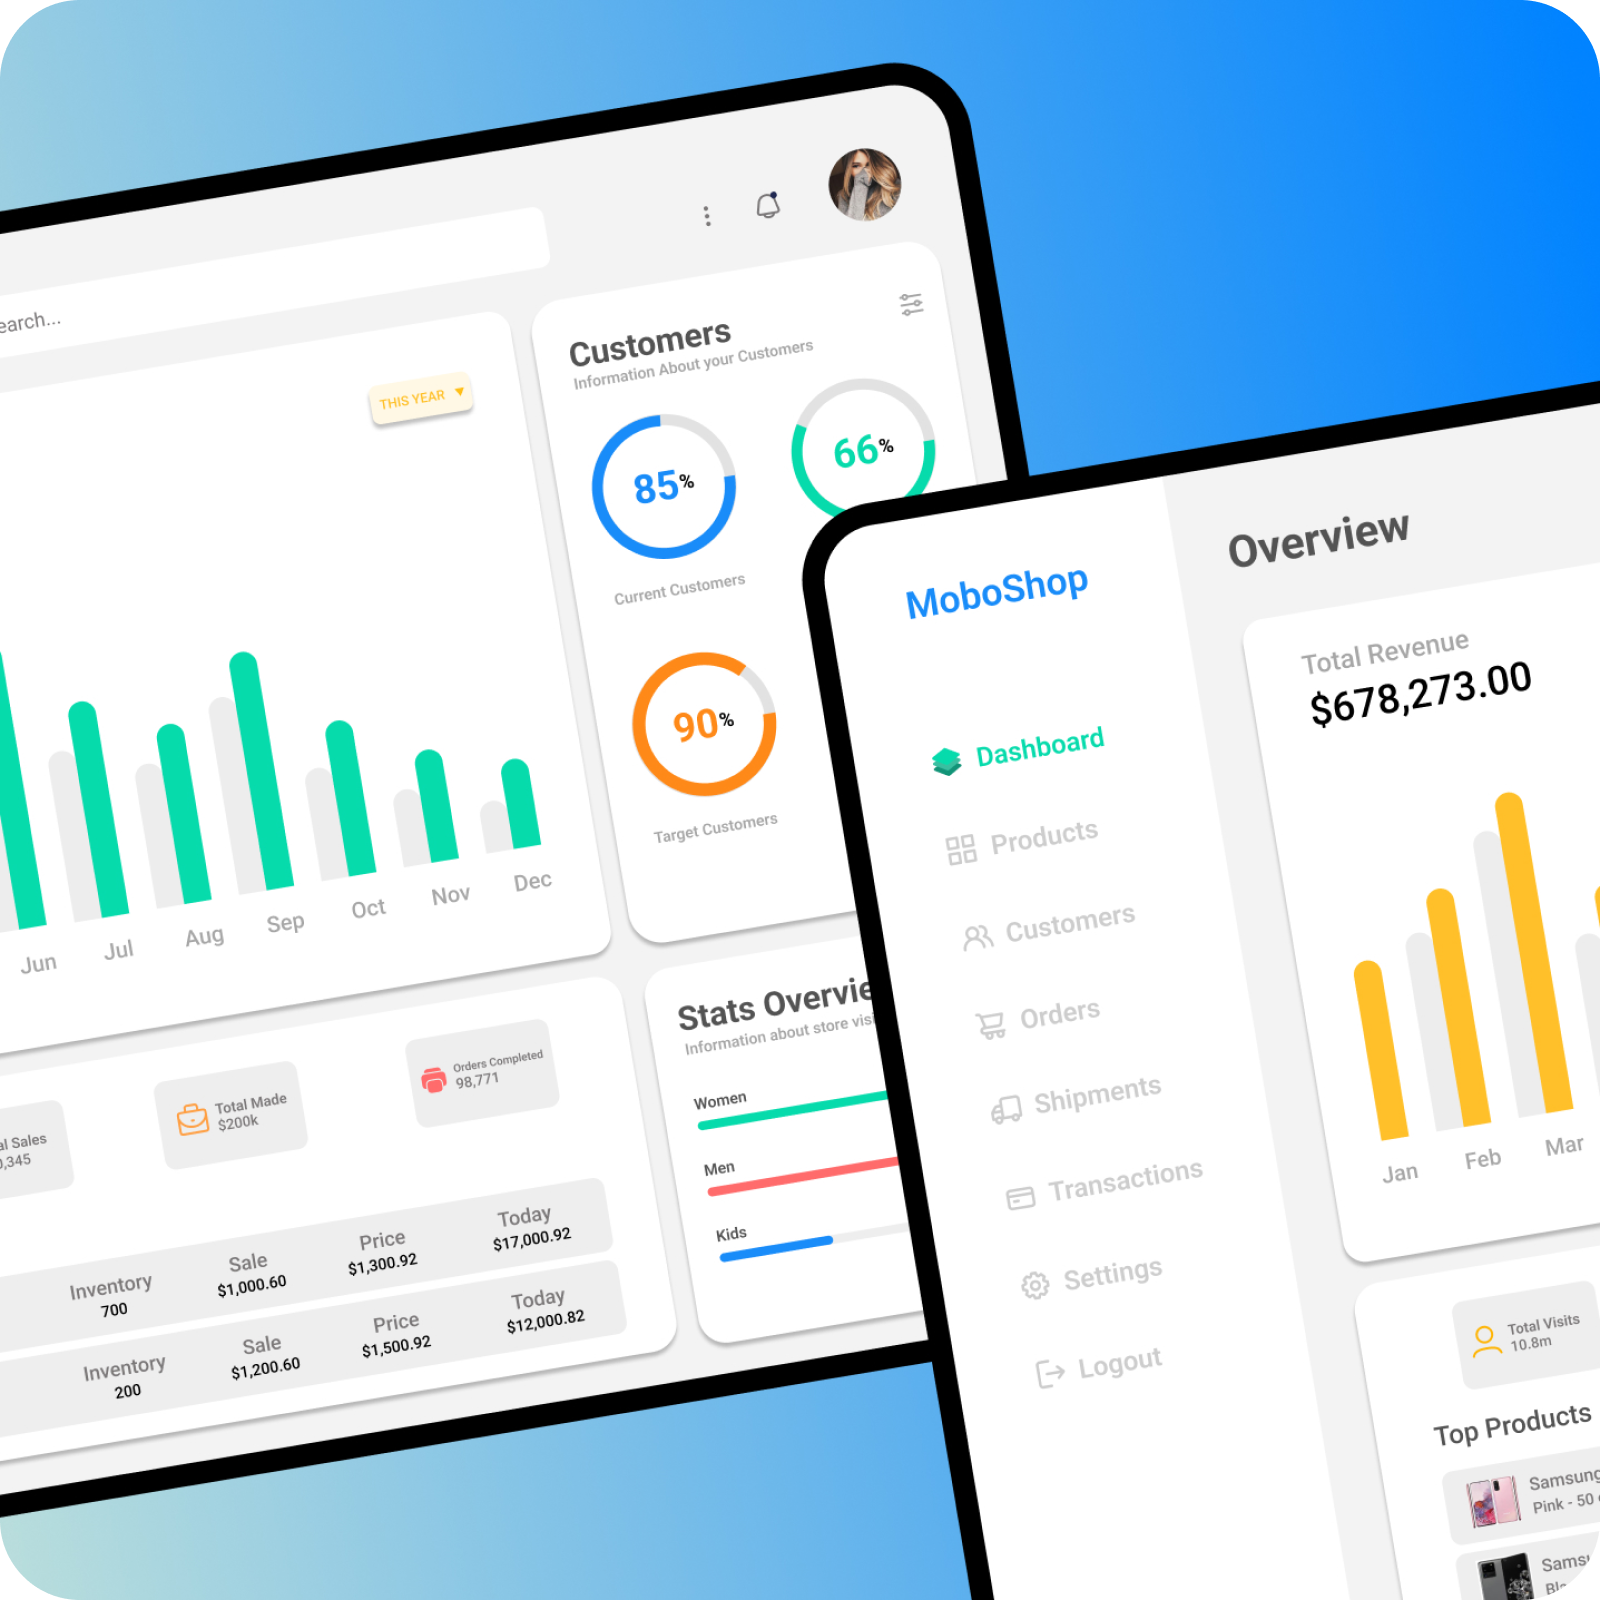 earch...
THIS YEAR
Customers
Information About your Customers
85%
66%
Current Customers
90%
Target Customers
Jun Jul Aug Sep Oct Nov Dec
al Sales
,345
Total Made
$200k
Orders Completed
98,771
Inventory Sale Price Today
700 $1,000.60 $1,300.92 $17,000.92
Inventory Sale Price Today
200 $1,200.60 $1,500.92 $12,000.82
Stats Overvie
Information about store visi
Women
Men
Kids
MoboShop
Dashboard
Products
Customers
Orders
Shipments
Transactions
Settings
Logout
Overview
Total Revenue
$678,273.00
Jan Feb Mar
Total Visits
10.8m
Top Products
Samsung
Pink - 50
Sams